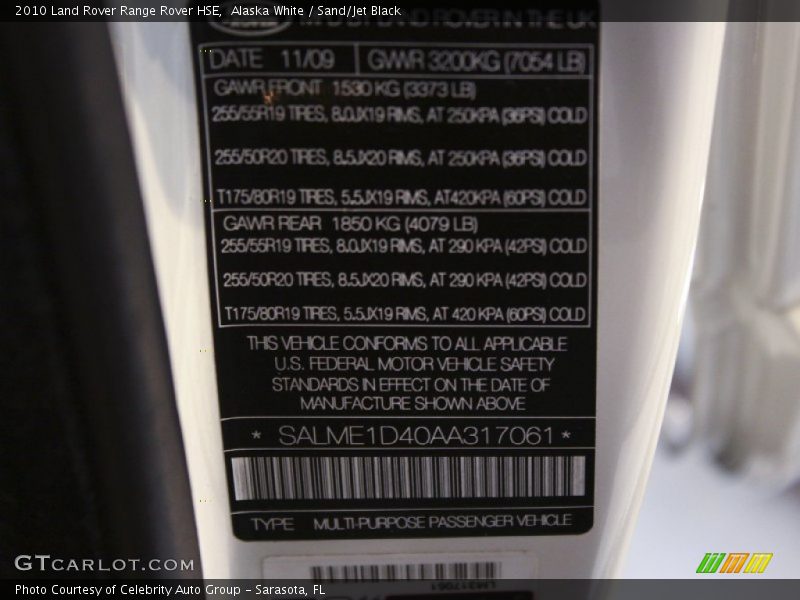 2010 Land Rover Range Rover HSE,  Alaska White / Sand/Jet Black
ROVER IN THE UK
DATE 11/09 GWR 3200KG (7054 LB)
GAWR FRONT 1530 KG (3373 LB)
255/55R19 TIRES, 8.0JX19 RIMS, AT 250KPA (36PSI) COLD
255/50R20 TIRES, 8.5JX20 RIMS, AT 250KPA (36PSI) COLD
T175/80R19 TIRES, 5.5JX19 RIMS, AT420KPA (60PSI) COLD
GAWR REAR 1850 KG (4079 LB)
255/55R19 TIRES, 8.0JX19 RIMS, AT 290 KPA (42PSI) COLD
255/50R20 TIRES, 8.5JX20 RIMS, AT 290 KPA (42PSI) COLD
T175/80R19 TIRES, 5.5JX19 RIMS, AT 420 KPA (60PSI) COLD
THIS VEHICLE CONFORMS TO ALL APPLICABLE
U.S. FEDERAL MOTOR VEHICLE SAFETY
STANDARDS IN EFFECT ON THE DATE OF
MANUFACTURE SHOWN ABOVE
* SALME1D40AA317061 *
TYPE MULTI-PURPOSE PASSENGER VEHICLE
LM317061
GTCARLOT.COM
Photo Courtesy of Celebrity Auto Group - Sarasota, FL